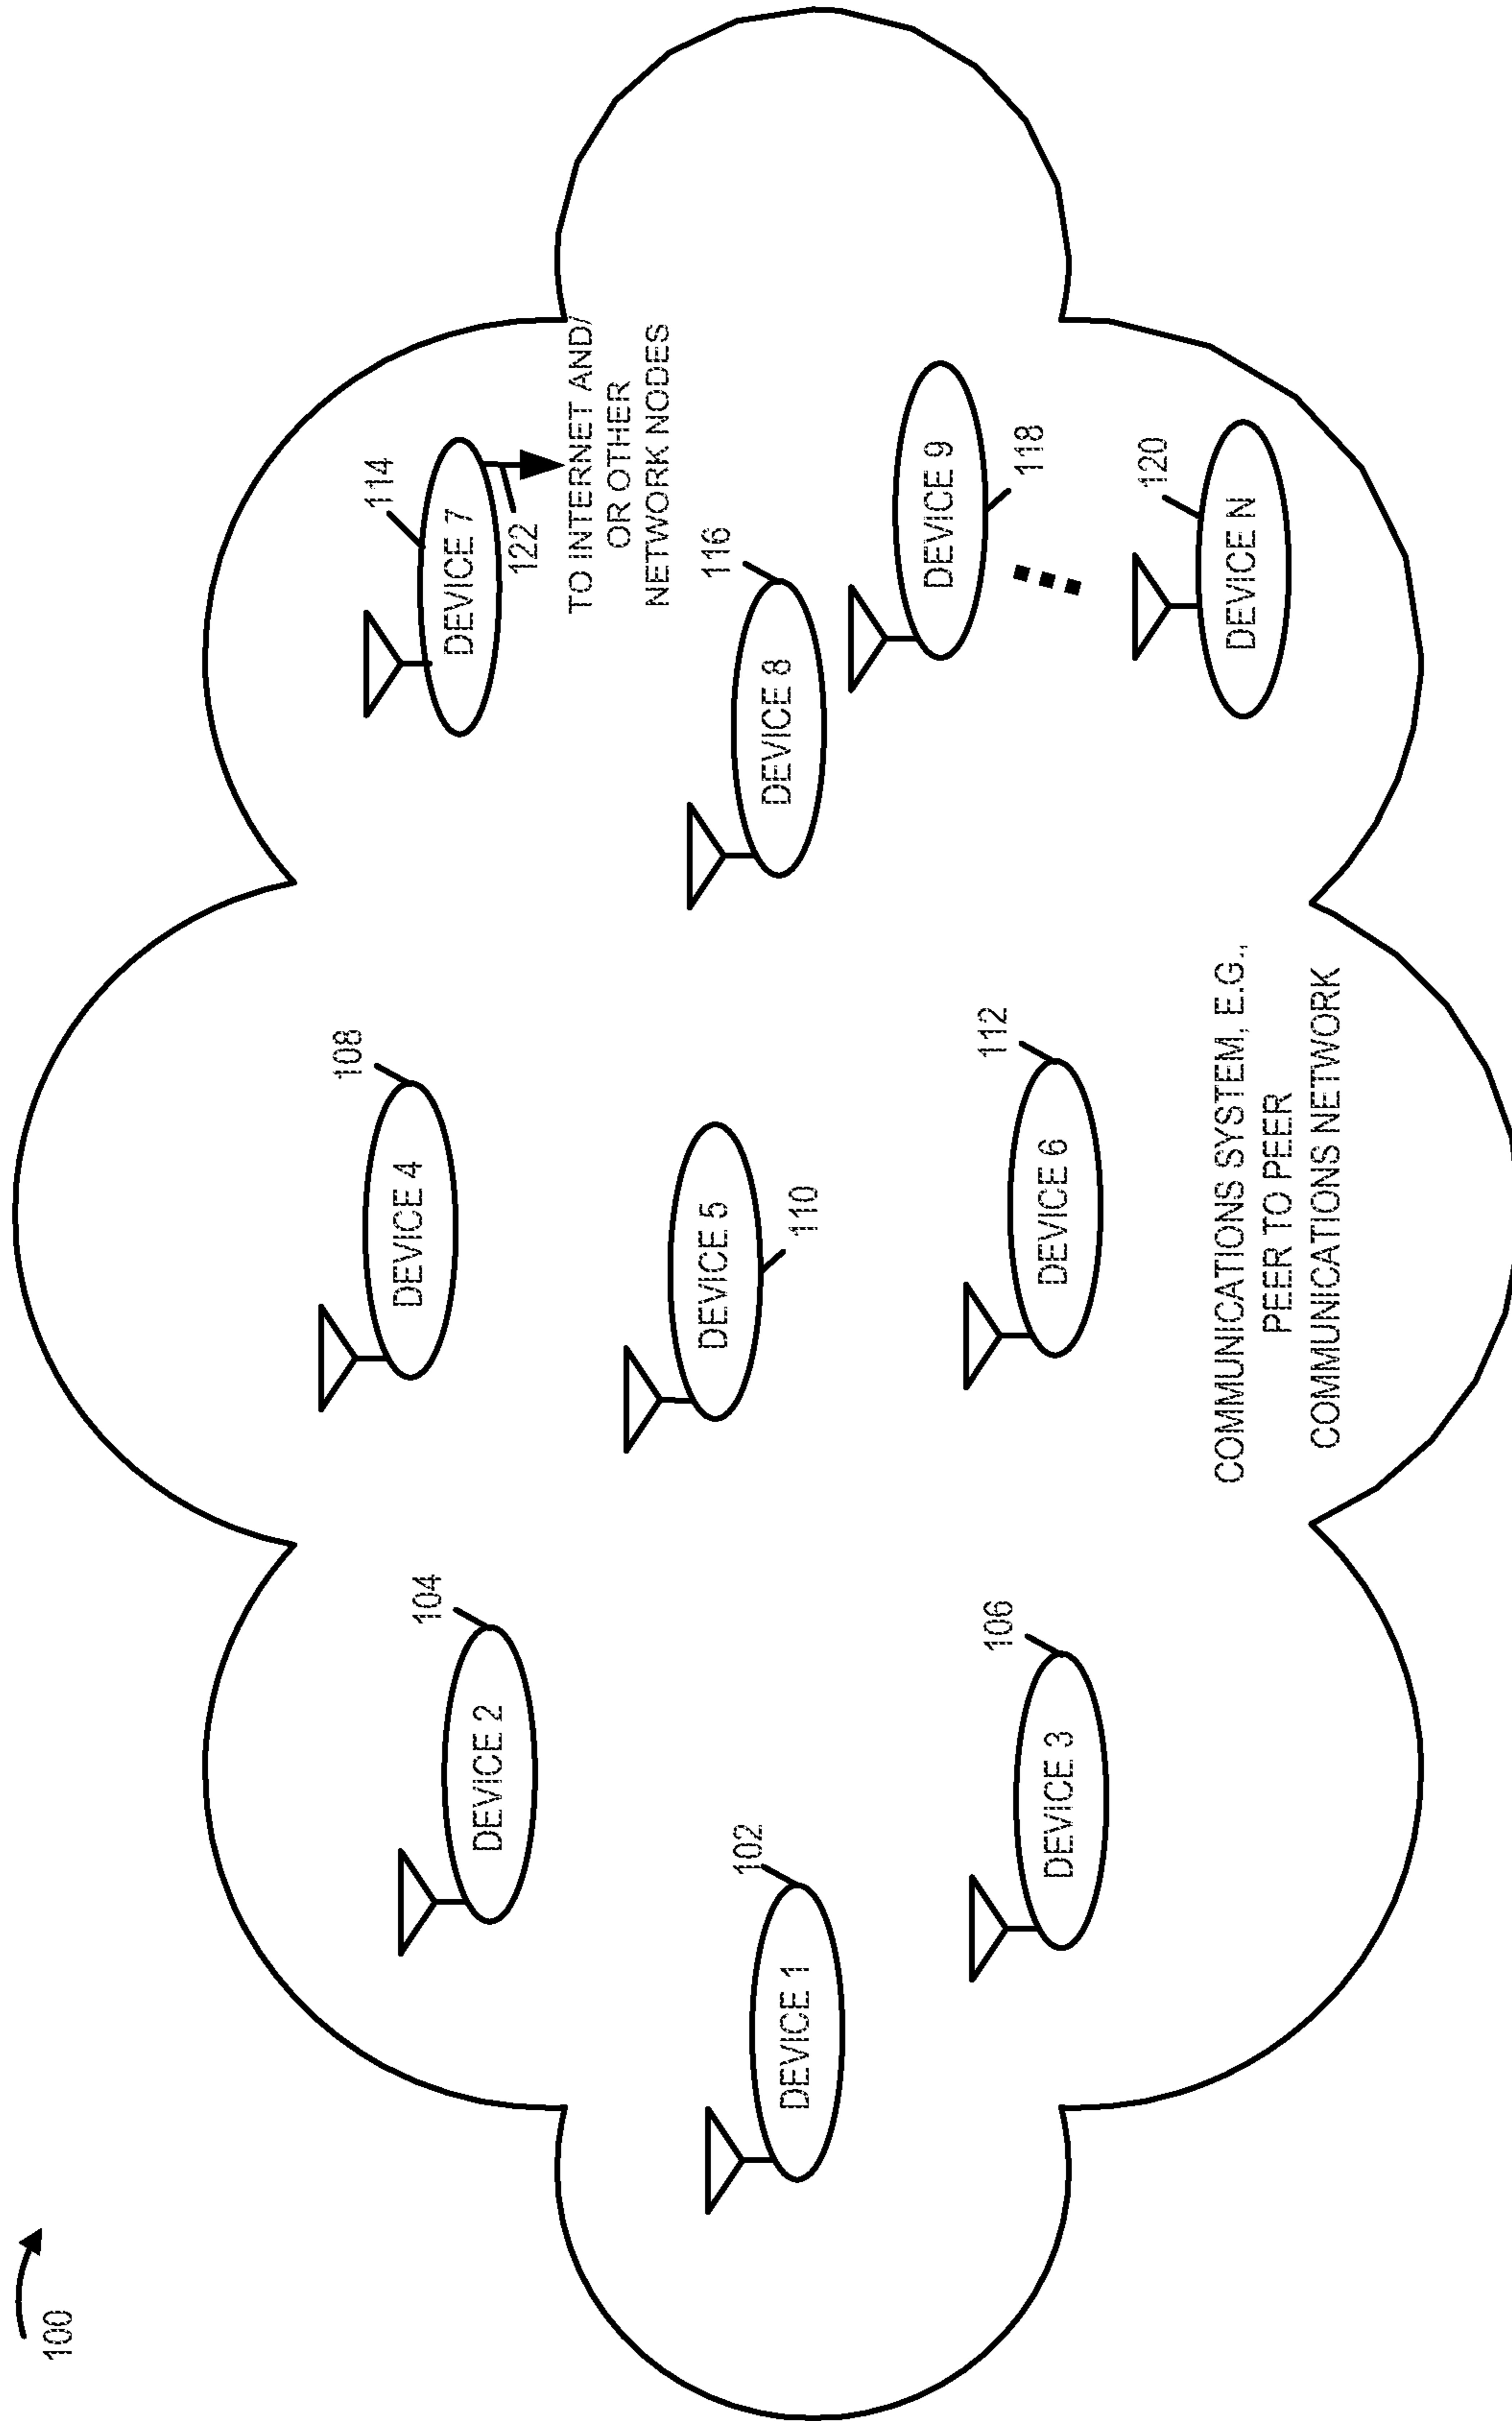 100
DEVICE 1
102
DEVICE 2
104
DEVICE 3
106
DEVICE 4
108
DEVICE 5
110
DEVICE 6
112
COMMUNICATIONS SYSTEM, E.G.,
PEER TO PEER
COMMUNICATIONS NETWORK
DEVICE 7
114
122
TO INTERNET AND/
OR OTHER
NETWORK NODES
DEVICE 8
116
DEVICE 9
118
DEVICE N
120